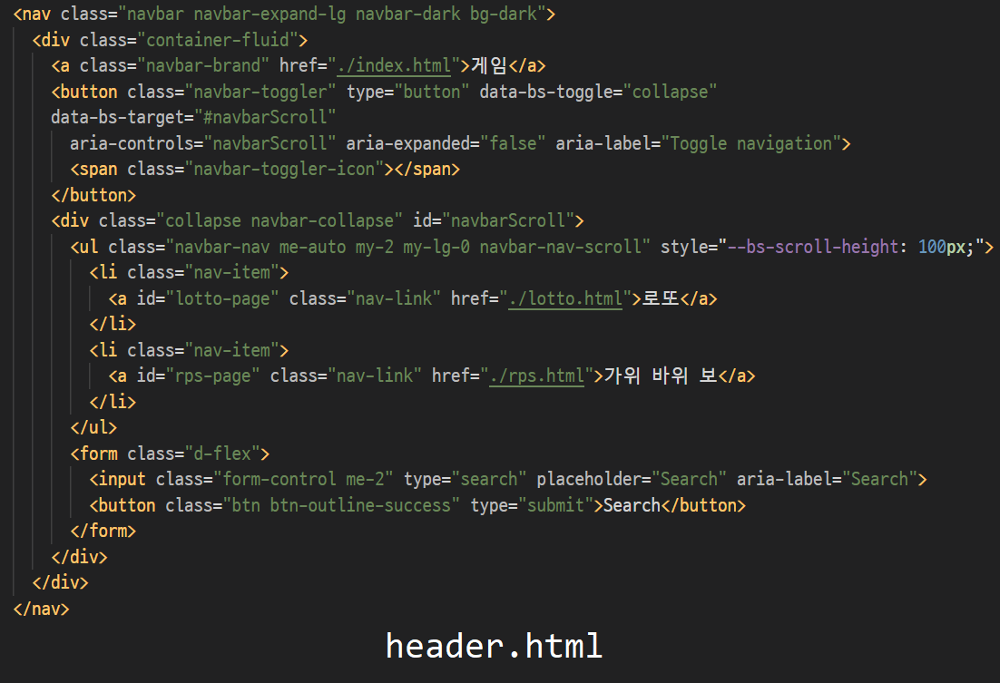 <nav class="navbar navbar-expand-lg navbar-dark bg-dark">
<div class="container-fluid">
<a class="navbar-brand" href="./index.html">게임</a>
<button class="navbar-toggler" type="button" data-bs-toggle="collapse"
data-bs-target="#navbarScroll"
aria-controls="navbarScroll" aria-expanded="false" aria-label="Toggle navigation">
<span class="navbar-toggler-icon"></span>
</button>
<div class="collapse navbar-collapse" id="navbarScroll">
<ul class="navbar-nav me-auto my-2 my-lg-0 navbar-nav-scroll" style="--bs-scroll-height: 100px;">
<li class="nav-item">
<a id="lotto-page" class="nav-link" href="./lotto.html">로또</a>
</li>
<li class="nav-item">
<a id="rps-page" class="nav-link" href="./rps.html">가위 바위 보</a>
</li>
</ul>
<form class="d-flex">
<input class="form-control me-2" type="search" placeholder="Search" aria-label="Search">
<button class="btn btn-outline-success" type="submit">Search</button>
</form>
</div>
</div>
</nav>
header.html